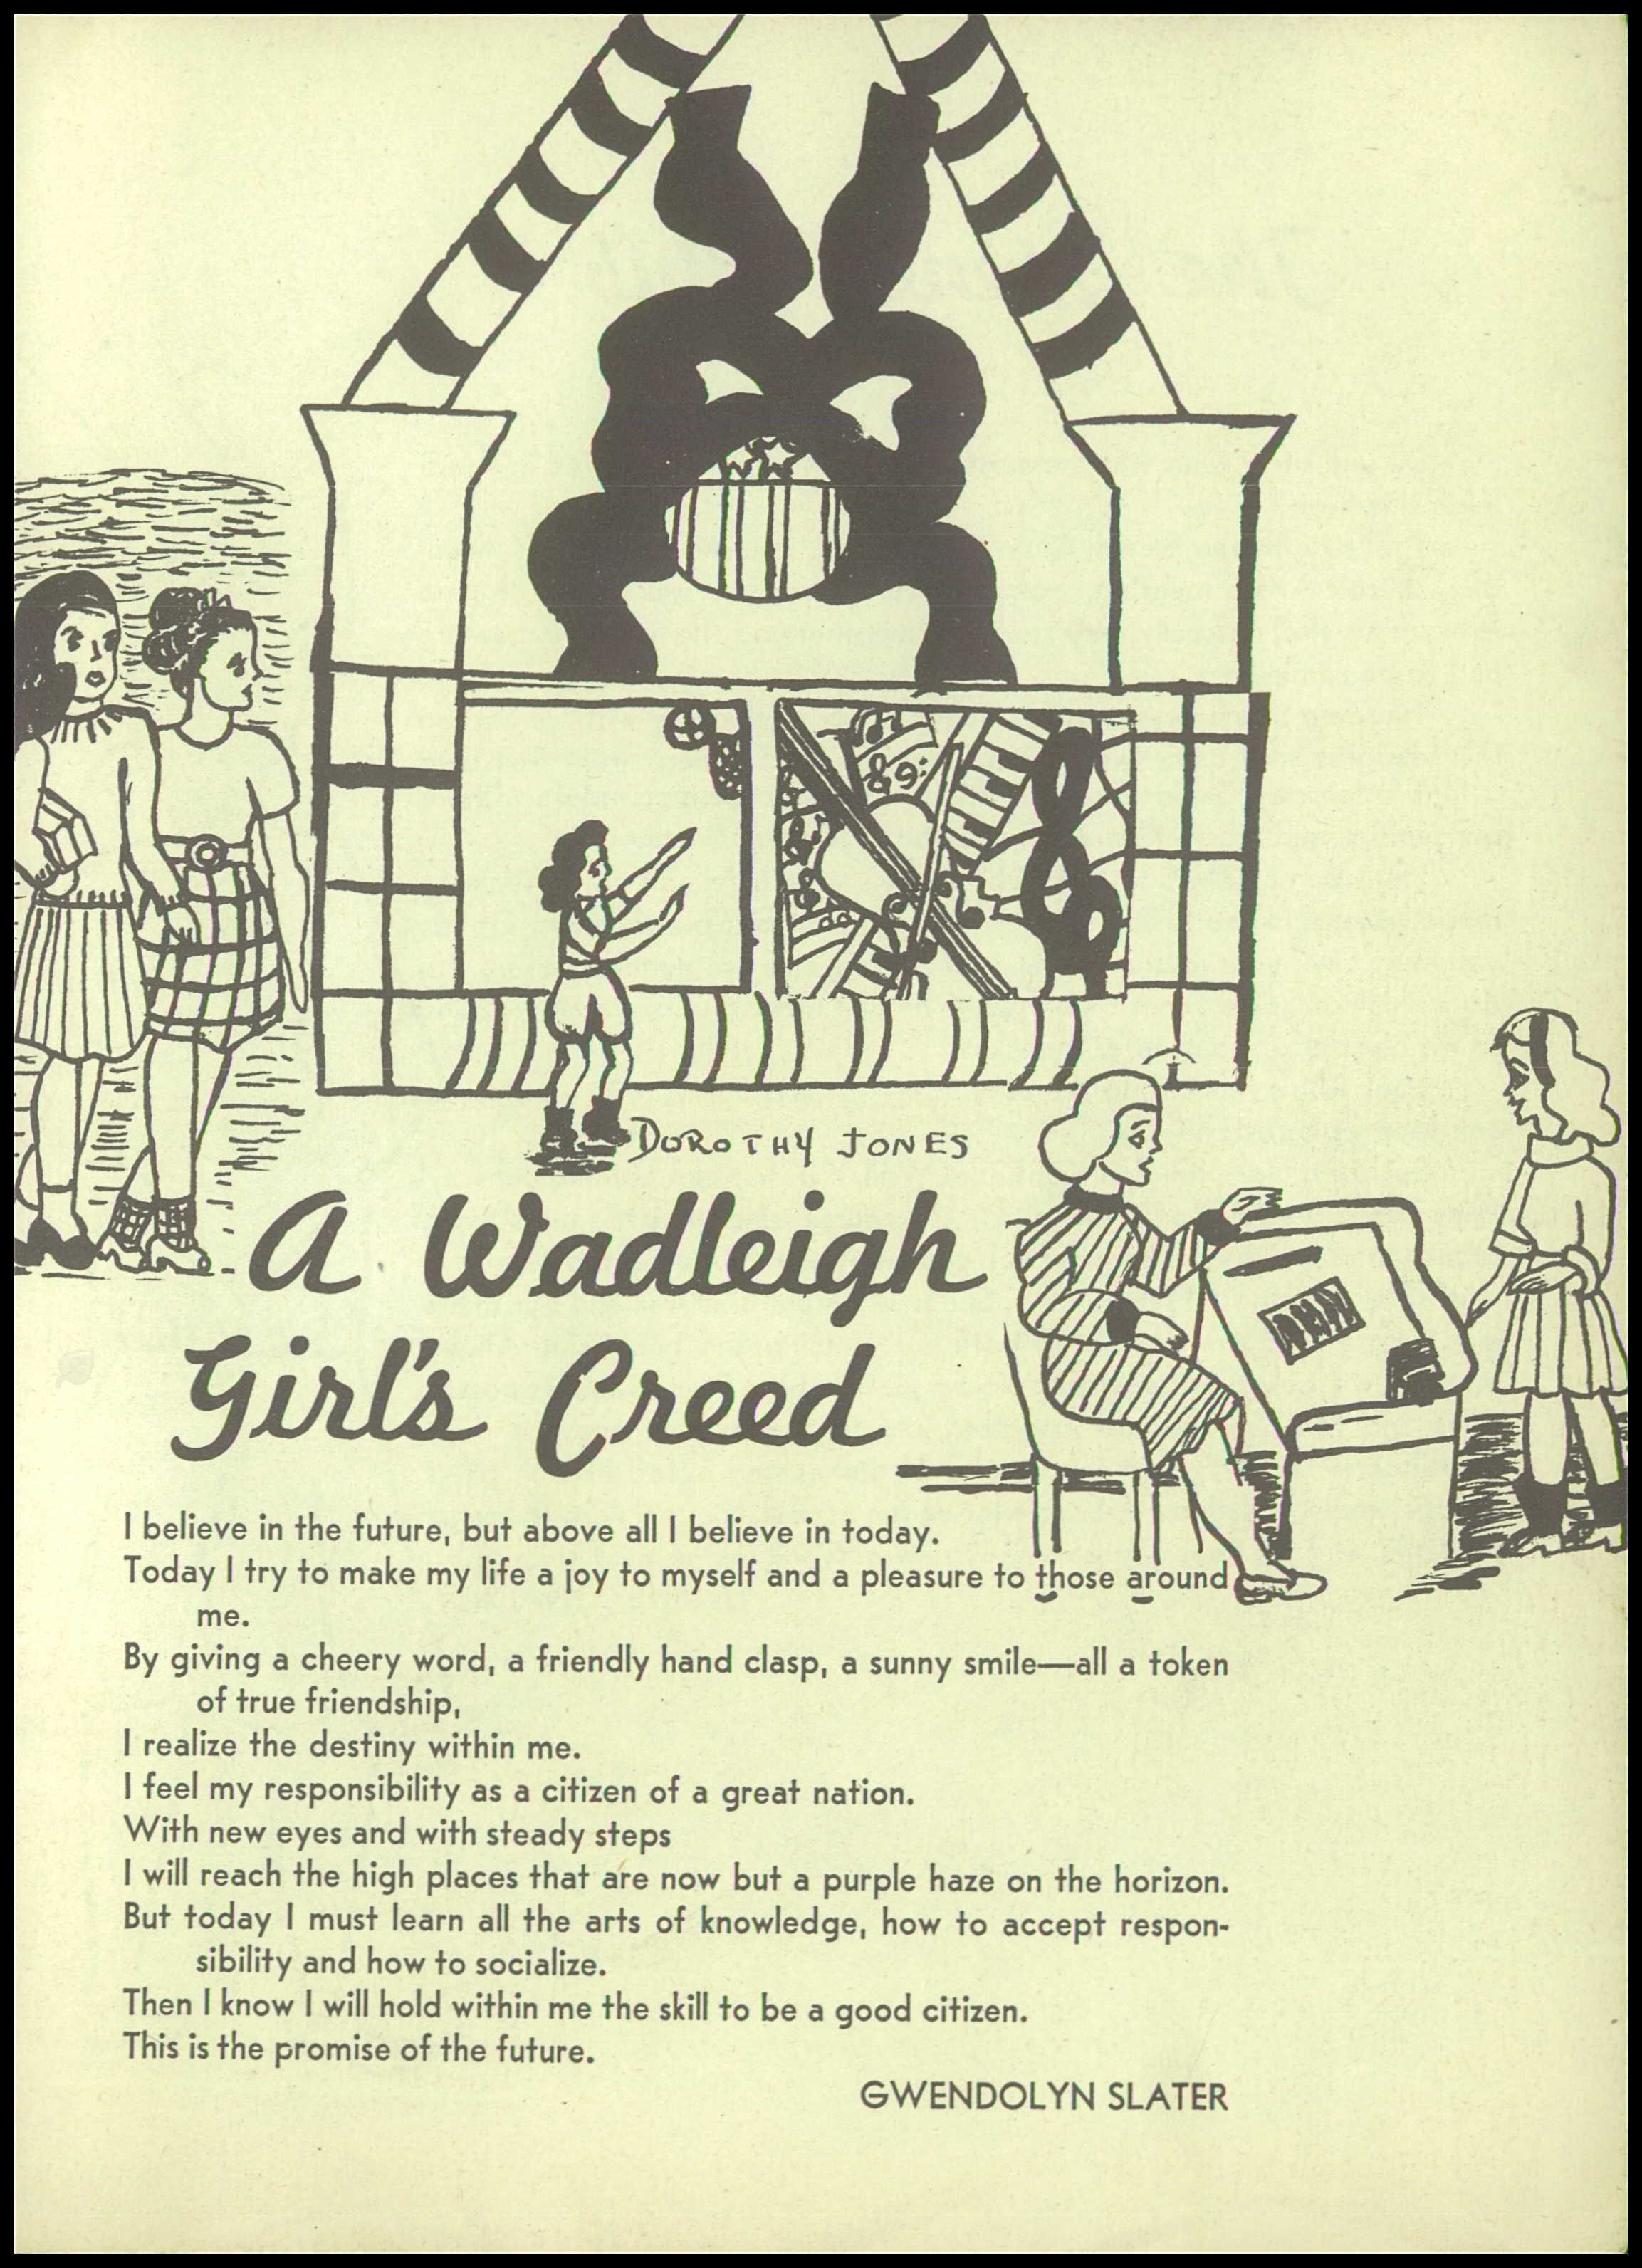 DOROTHY JONES
A Wadleigh
Girl's Creed
I believe in the future, but above all I believe in today.
Today I try to make my life a joy to myself and a pleasure to those around
me.
By giving a cheery word, a friendly hand clasp, a sunny smile—all a token
of true friendship,
I realize the destiny within me.
I feel my responsibility as a citizen of a great nation.
With new eyes and with steady steps
I will reach the high places that are now but a purple haze on the horizon.
But today I must learn all the arts of knowledge, how to accept respon-
sibility and how to socialize.
Then I know I will hold within me the skill to be a good citizen.
This is the promise of the future.
GWENDOLYN SLATER